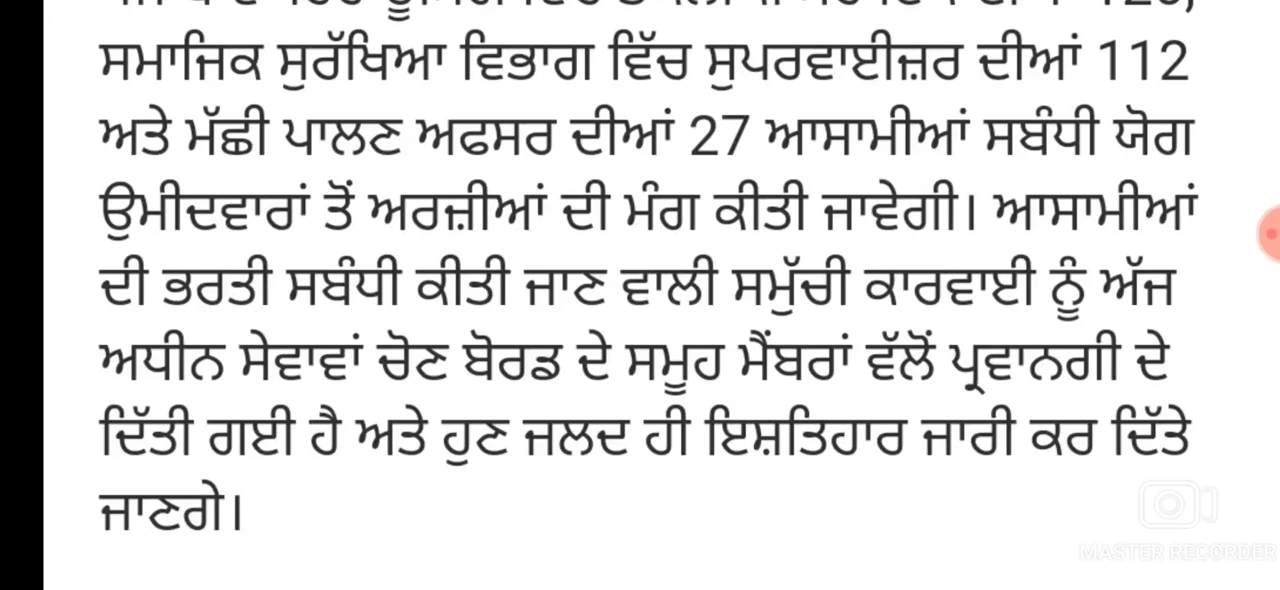 ਸਮਾਜਿਕ ਸੁਰੱਖਿਆ ਵਿਭਾਗ ਵਿੱਚ ਸੁਪਰਵਾਈਜ਼ਰ ਦੀਆਂ 112
ਅਤੇ ਮੱਛੀ ਪਾਲਣ ਅਫਸਰ ਦੀਆਂ 27 ਆਸਾਮੀਆਂ ਸਬੰਧੀ ਯੋਗ
ਉਮੀਦਵਾਰਾਂ ਤੋਂ ਅਰਜ਼ੀਆਂ ਦੀ ਮੰਗ ਕੀਤੀ ਜਾਵੇਗੀ। ਆਸਾਮੀਆਂ
ਦੀ ਭਰਤੀ ਸਬੰਧੀ ਕੀਤੀ ਜਾਣ ਵਾਲੀ ਸਮੁੱਚੀ ਕਾਰਵਾਈ ਨੂੰ ਅੱਜ
ਅਧੀਨ ਸੇਵਾਵਾਂ ਚੋਣ ਬੋਰਡ ਦੇ ਸਮੂਹ ਮੈਂਬਰਾਂ ਵੱਲੋਂ ਪ੍ਰਵਾਨਗੀ ਦੇ
ਦਿੱਤੀ ਗਈ ਹੈ ਅਤੇ ਹੁਣ ਜਲਦ ਹੀ ਇਸ਼ਤਿਹਾਰ ਜਾਰੀ ਕਰ ਦਿੱਤੇ
ਜਾਣਗੇ।
MASTER RECORDER